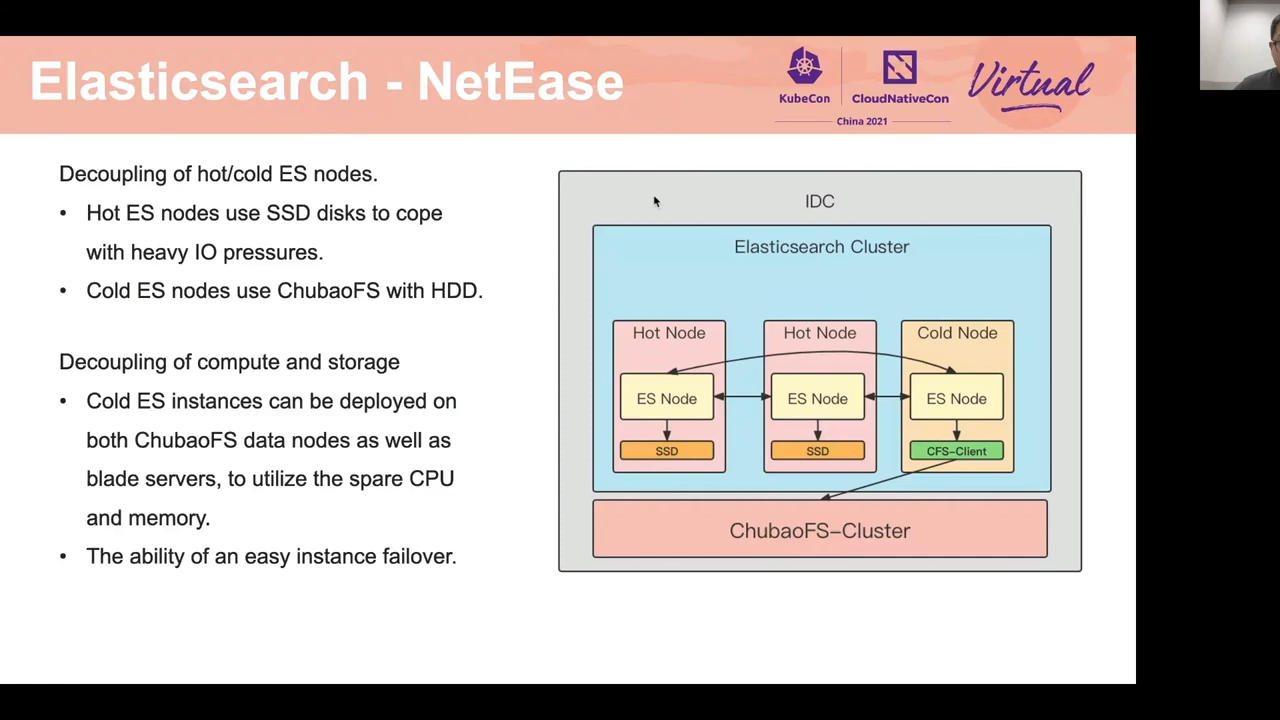 Elasticsearch - NetEase
KubeCon
CloudNativeCon
China 2021
Virtual
Decoupling of hot/cold ES nodes.
• Hot ES nodes use SSD disks to cope
with heavy IO pressures.
• Cold ES nodes use ChubaoFS with HDD.
Decoupling of compute and storage
• Cold ES instances can be deployed on
both ChubaoFS data nodes as well as
blade servers, to utilize the spare CPU
and memory.
• The ability of an easy instance failover.
IDC
Elasticsearch Cluster
Hot Node
Hot Node
Cold Node
ES Node
ES Node
ES Node
SSD
SSD
CFS-Client
ChubaoFS-Cluster